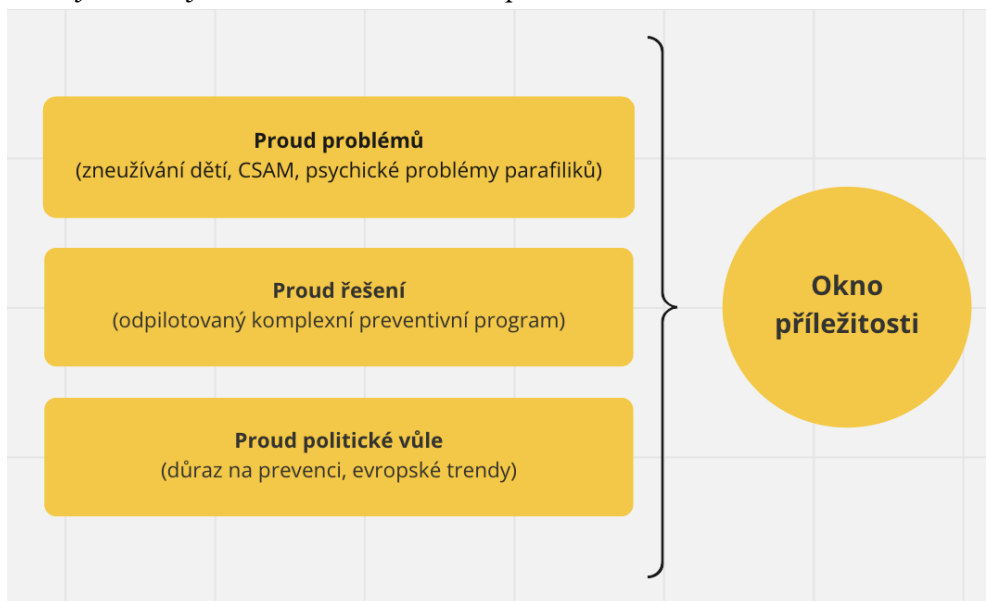 Proud problémů
(zneužívání dětí, CSAM, psychické problémy parafiliků)
Proud řešení
(odpilotovaný komplexní preventivní program)
Proud politické vůle
(důraz na prevenci, evropské trendy)
Okno
příležitosti